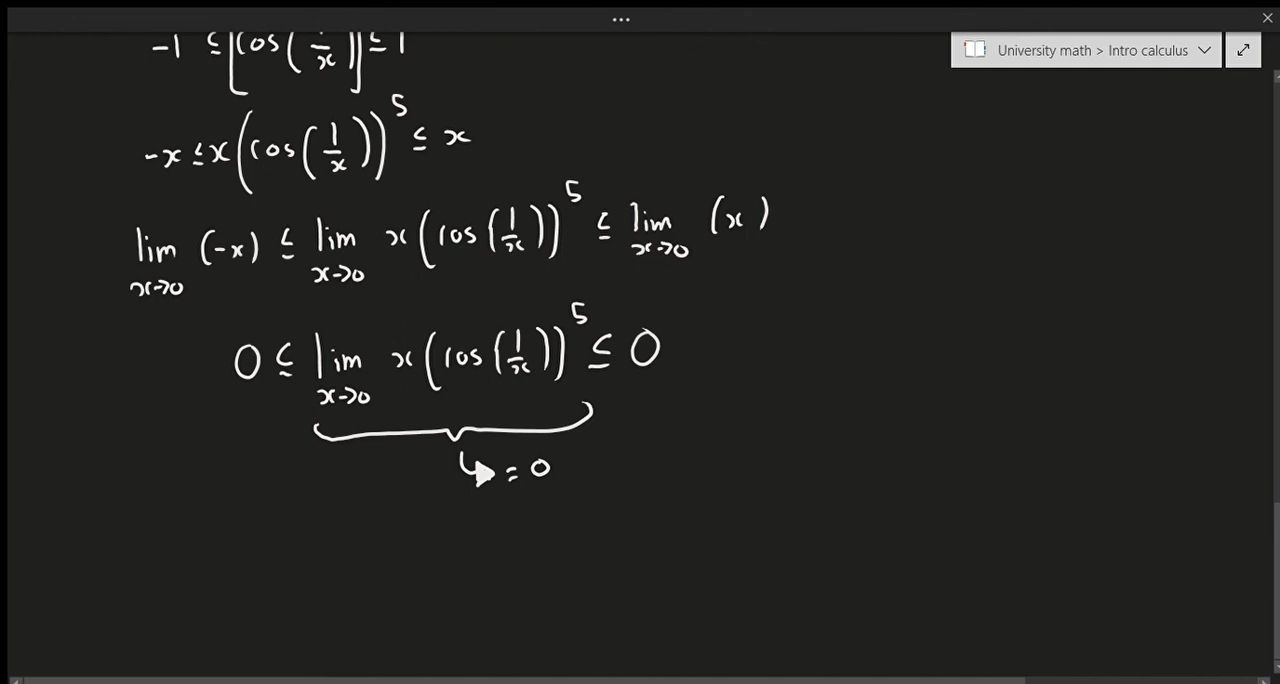 University math > Intro calculus
-1 ≤ [cos(1/x)] ≤ 1
-x ≤ x(cos(1/x))^5 ≤ x
lim x→0 (-x) ≤ lim x→0 x(cos(1/x))^5 ≤ lim x→0 (x)
0 ≤ lim x→0 x(cos(1/x))^5 ≤ 0
↳ = 0